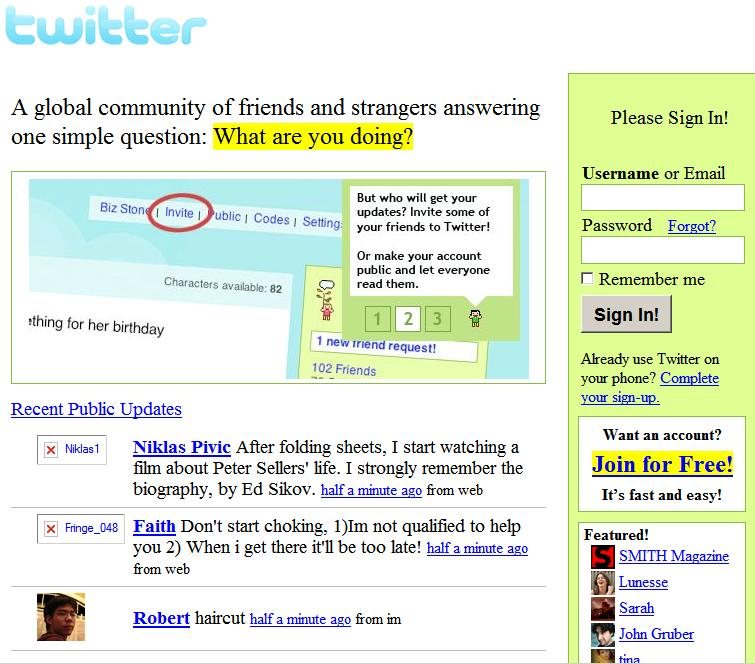 twitter
A global community of friends and strangers answering
one simple question: What are you doing?
Biz Stone | Invite | Public | Codes | Setting
Characters available: 82
thing for her birthday
But who will get your
updates? Invite some of
your friends to Twitter!
Or make your account
public and let everyone
read them.
1 2 3
1 new friend request!
102 Friends
Recent Public Updates
Niklas1
Niklas Pivic After folding sheets, I start watching a
film about Peter Sellers' life. I strongly remember the
biography, by Ed Sikov. half a minute ago from web
Fringe_048
Faith Don't start choking, 1)Im not qualified to help
you 2) When i get there it'll be too late! half a minute ago
from web
Robert haircut half a minute ago from im
Please Sign In!
Username or Email
Password Forgot?
Remember me
Sign In!
Already use Twitter on
your phone? Complete
your sign-up.
Want an account?
Join for Free!
It's fast and easy!
Featured!
S SMITH Magazine
Lunesse
Sarah
John Gruber
tina